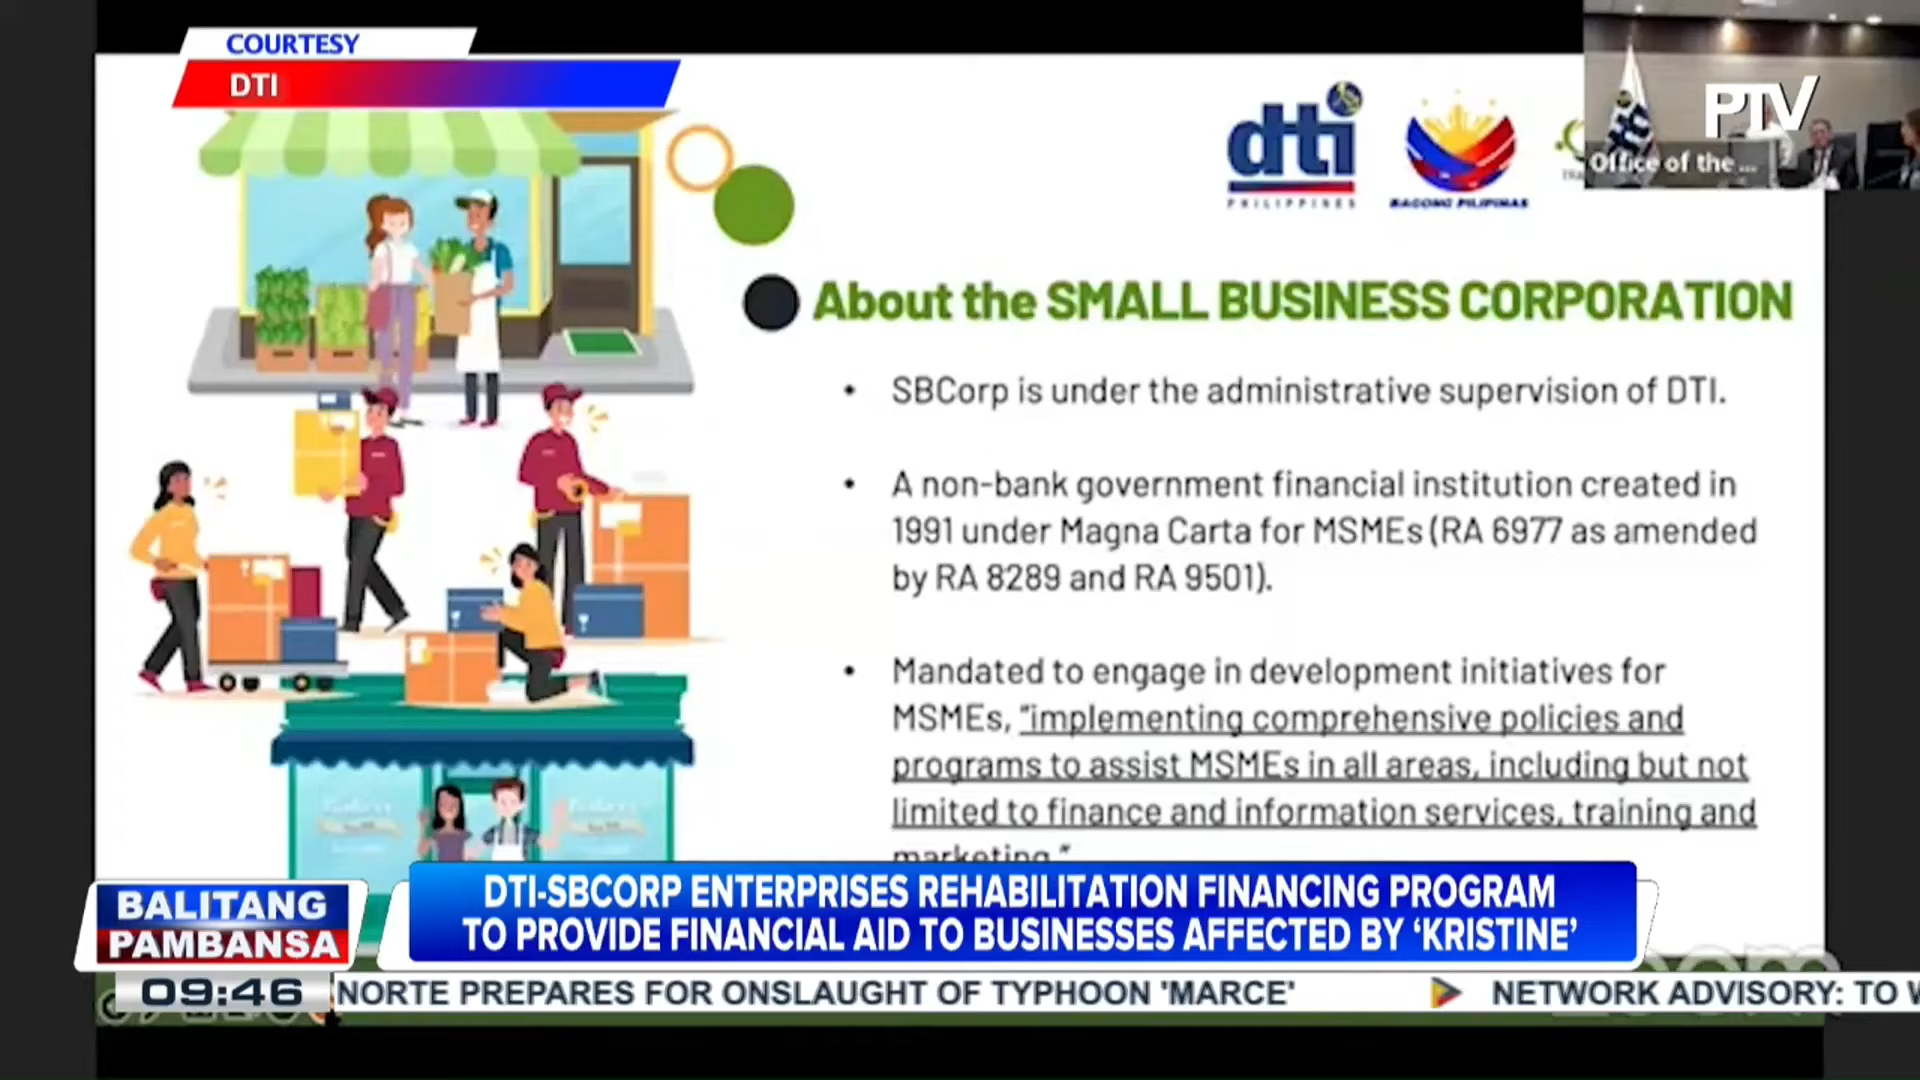 COURTESY
DTI
dti
PHILIPPINES
BAGONG PILIPINAS
PTV
Office of the ...
About the SMALL BUSINESS CORPORATION
• SBCorp is under the administrative supervision of DTI.
• A non-bank government financial institution created in
1991 under Magna Carta for MSMEs (RA 6977 as amended
by RA 8289 and RA 9501).
• Mandated to engage in development initiatives for
MSMEs, "implementing comprehensive policies and
programs to assist MSMEs in all areas, including but not
limited to finance and information services, training and
marketing."
DTI-SBCORP ENTERPRISES REHABILITATION FINANCING PROGRAM
TO PROVIDE FINANCIAL AID TO BUSINESSES AFFECTED BY ‘KRISTINE’
BALITANG
PAMBANSA
zoom
09:46
NORTE PREPARES FOR ONSLAUGHT OF TYPHOON 'MARCE'
NETWORK ADVISORY: TO W